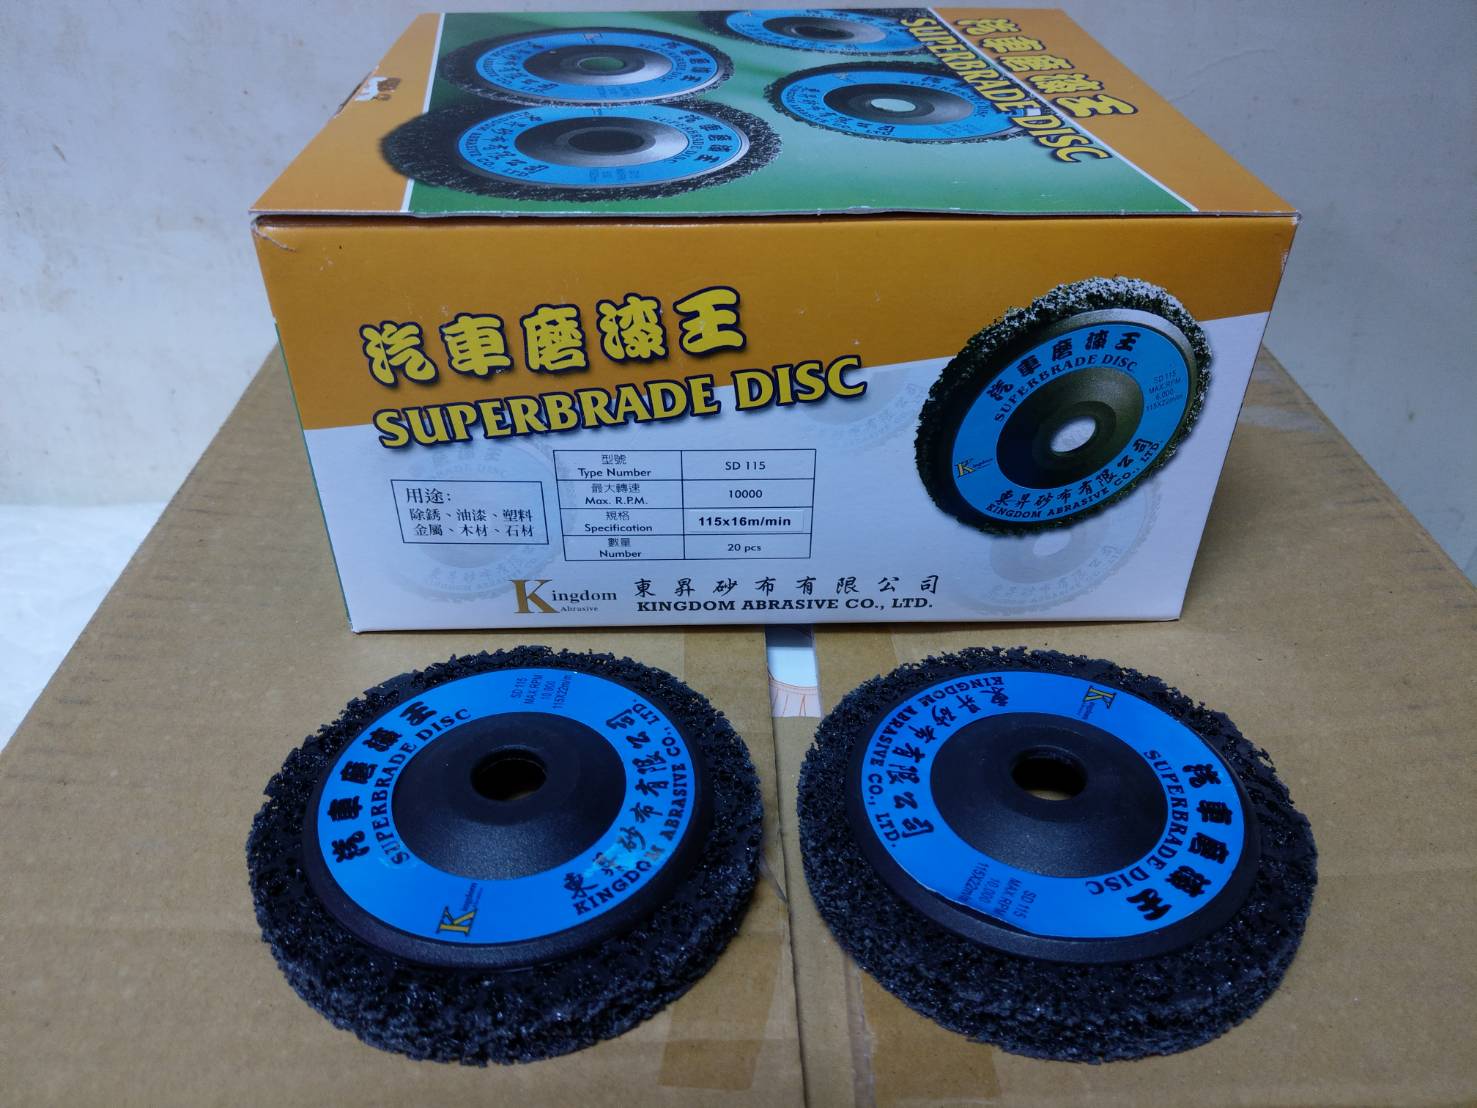 汽車磨漆王
SUPERBRADE DISC
汽車磨漆王
SUPERBRADE DISC
用途:
除銹、油漆、塑料
金屬、木材、石材
型號
Type Number
SD 115
最大轉速
Max. R.P.M.
10000
規格
Specification
115x16m/min
數量
Number
20 pcs
Kingdom
Abrasive
東昇砂布有限公司
KINGDOM ABRASIVE CO., LTD.
汽車磨漆王
SUPERBRADE DISC
SD 115
MAX.RPM
6,000
115X22m/m
Kingdom
東昇砂布有限公司
KINGDOM ABRASIVE CO., LTD.
SD 115
MAX.RPM
10,000
115X22m/m
汽車磨漆王
SUPERBRADE DISC
Kingdom
東昇砂布有限公司
KINGDOM ABRASIVE CO., LTD.
Kingdom
東昇砂布有限公司
KINGDOM ABRASIVE CO., LTD.
汽車磨漆王
SUPERBRADE DISC
SD 115
MAX.RPM
10,000
115X22m/m